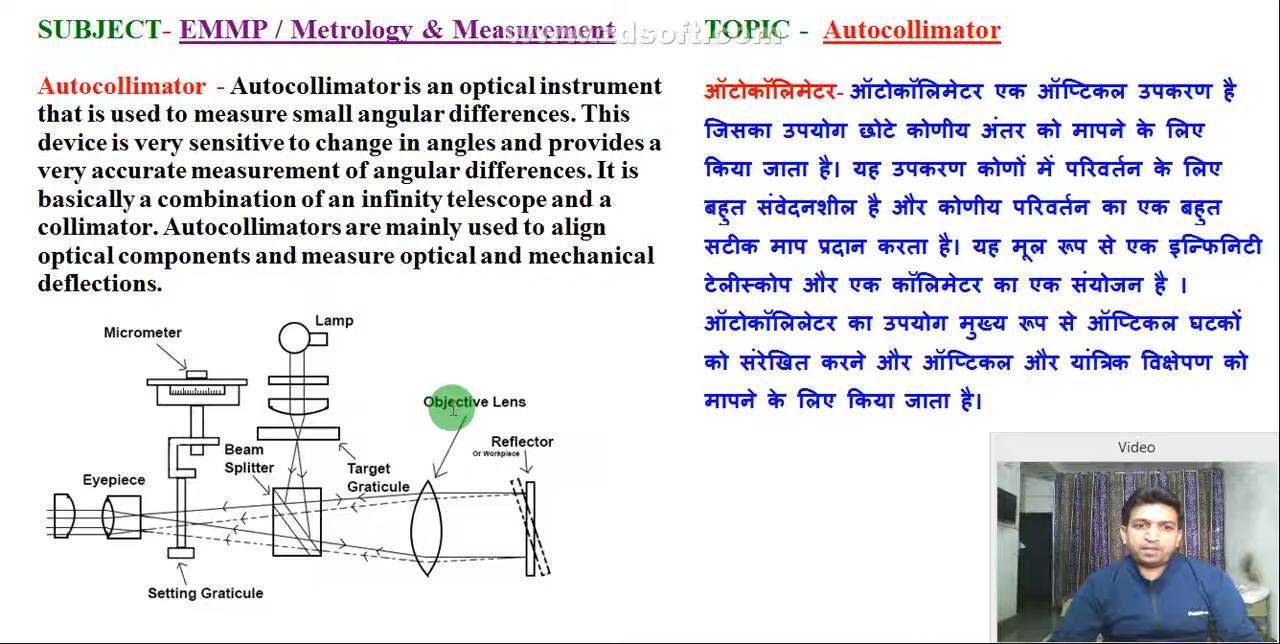 SUBJECT- EMMP / Metrology & Measurement
TOPIC - Autocollimator
www.zdsoft.com
Autocollimator - Autocollimator is an optical instrument
that is used to measure small angular differences. This
device is very sensitive to change in angles and provides a
very accurate measurement of angular differences. It is
basically a combination of an infinity telescope and a
collimator. Autocollimators are mainly used to align
optical components and measure optical and mechanical
deflections.
ऑटोकॉलिमेटर- ऑटोकॉलिमेटर एक ऑप्टिकल उपकरण है
जिसका उपयोग छोटे कोणीय अंतर को मापने के लिए
किया जाता है। यह उपकरण कोणों में परिवर्तन के लिए
बहुत संवेदनशील है और कोणीय परिवर्तन का एक बहुत
सटीक माप प्रदान करता है। यह मूल रूप से एक इन्फिनिटी
टेलीस्कोप और एक कॉलिमेटर का एक संयोजन है ।
ऑटोकॉलिलेटर का उपयोग मुख्य रूप से ऑप्टिकल घटकों
को संरेखित करने और ऑप्टिकल और यांत्रिक विक्षेपण को
मापने के लिए किया जाता है।
Lamp
Micrometer
Objective Lens
Reflector
Or Workpiece
Beam
Splitter
Target
Graticule
Eyepiece
Setting Graticule
Video